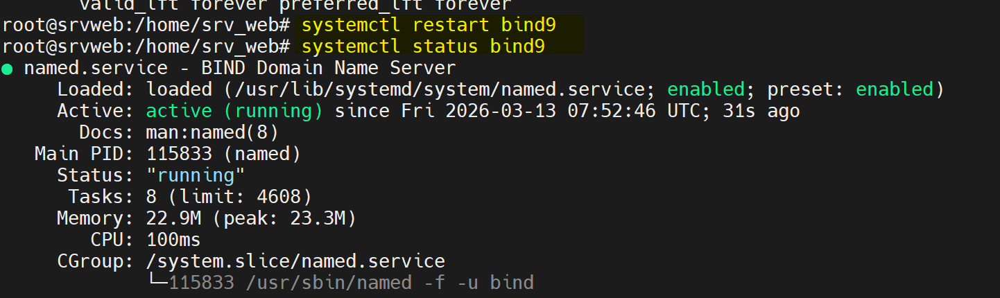 valid_lft forever preferred_lft forever
root@srvweb:/home/srv_web# systemctl restart bind9
root@srvweb:/home/srv_web# systemctl status bind9
● named.service - BIND Domain Name Server
     Loaded: loaded (/usr/lib/systemd/system/named.service; enabled; preset: enabled)
     Active: active (running) since Fri 2026-03-13 07:52:46 UTC; 31s ago
       Docs: man:named(8)
   Main PID: 115833 (named)
     Status: "running"
      Tasks: 8 (limit: 4608)
     Memory: 22.9M (peak: 23.3M)
        CPU: 100ms
     CGroup: /system.slice/named.service
             └─115833 /usr/sbin/named -f -u bind